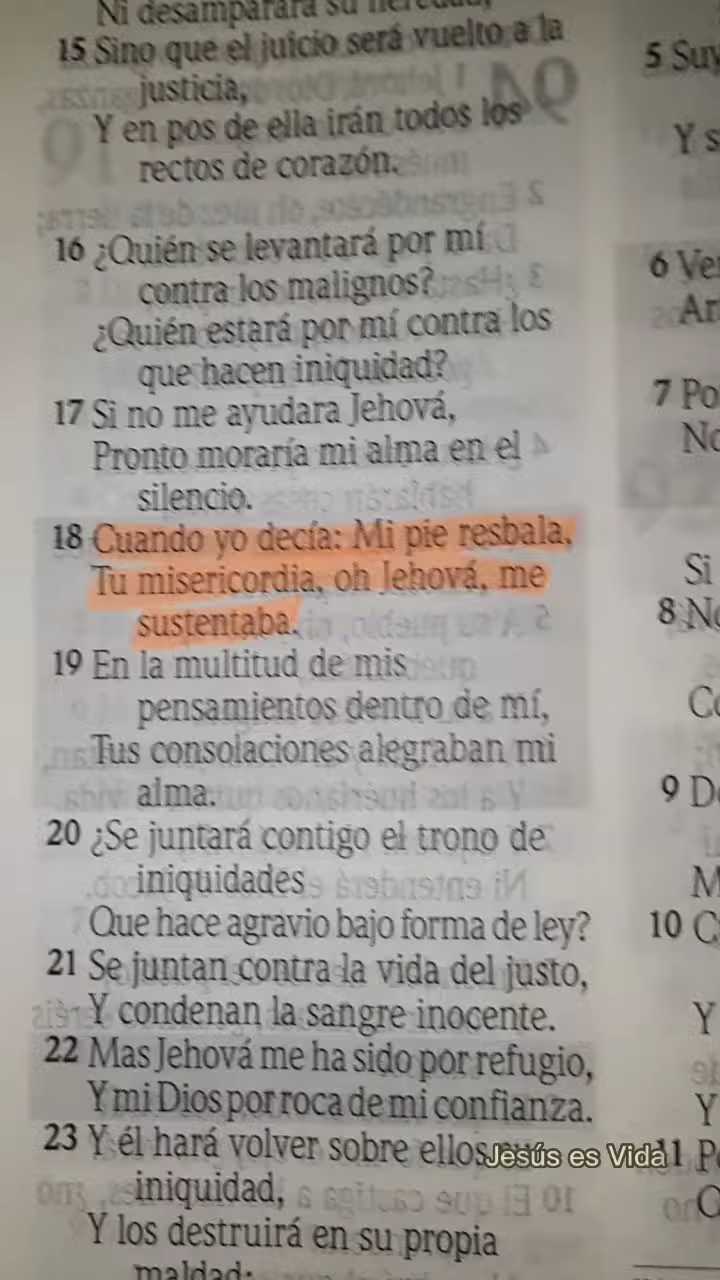 Ni desamparará su heredad,
15 Sino que el juicio será vuelto a la
justicia,
Y en pos de ella irán todos los
rectos de corazón.
16 ¿Quién se levantará por mí
contra los malignos?
¿Quién estará por mí contra los
que hacen iniquidad?
17 Si no me ayudara Jehová,
Pronto moraría mi alma en el
silencio.
18 Cuando yo decía: Mi pie resbala,
Tu misericordia, oh Jehová, me
sustentaba.
19 En la multitud de mis
pensamientos dentro de mí,
Tus consolaciones alegraban mi
alma.
20 ¿Se juntará contigo el trono de
iniquidades
Que hace agravio bajo forma de ley?
21 Se juntan contra la vida del justo,
Y condenan la sangre inocente.
22 Mas Jehová me ha sido por refugio,
Y mi Dios por roca de mi confianza.
23 Y él hará volver sobre ellos
iniquidad,
Y los destruirá en su propia
maldad;
Jesús es Vida
5
Y
6
7
Si
8
9
10
Y
Y
11